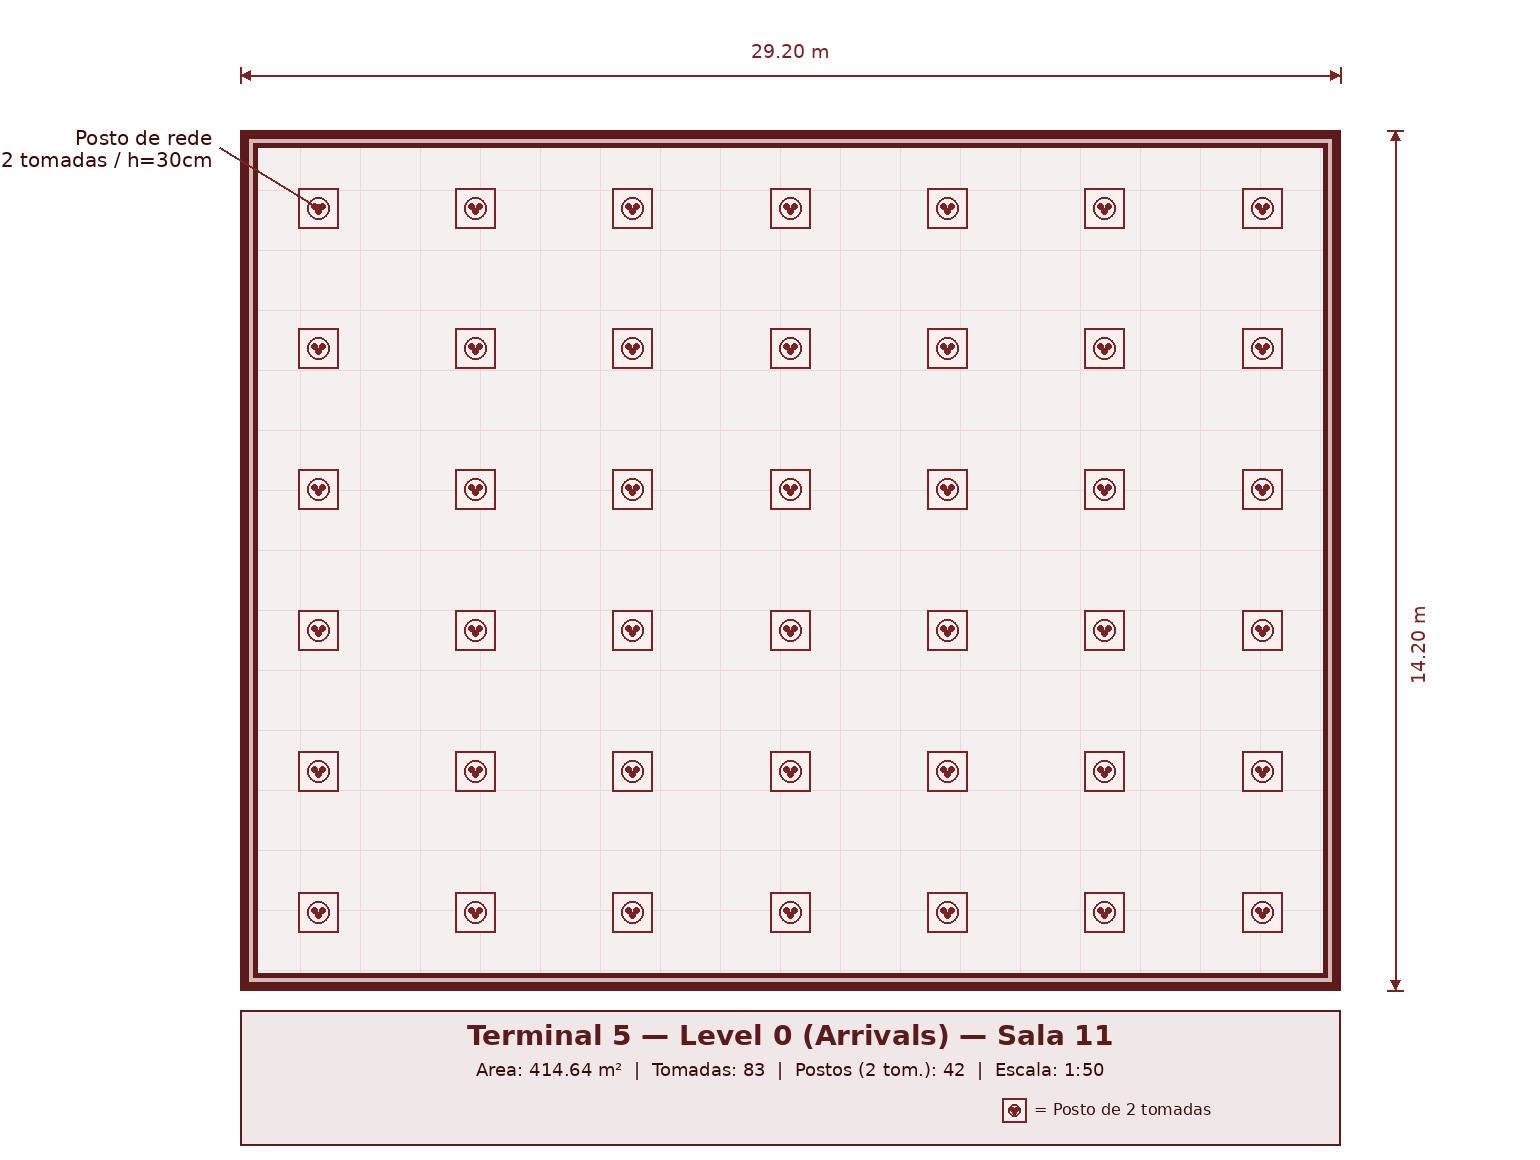 29.20 m
Posto de rede
2 tomadas / h=30cm
14.20 m
Terminal 5 — Level 0 (Arrivals) — Sala 11
Area: 414.64 m² | Tomadas: 83 | Postos (2 tom.): 42 | Escala: 1:50
= Posto de 2 tomadas